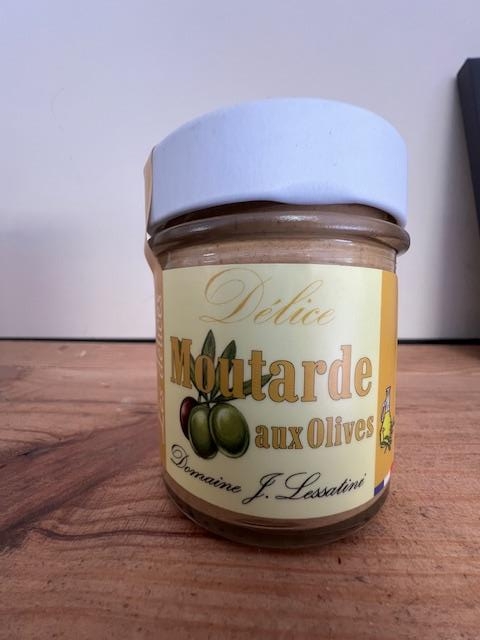 Délice
Moutarde
aux Olives
Domaine J. Lessatini